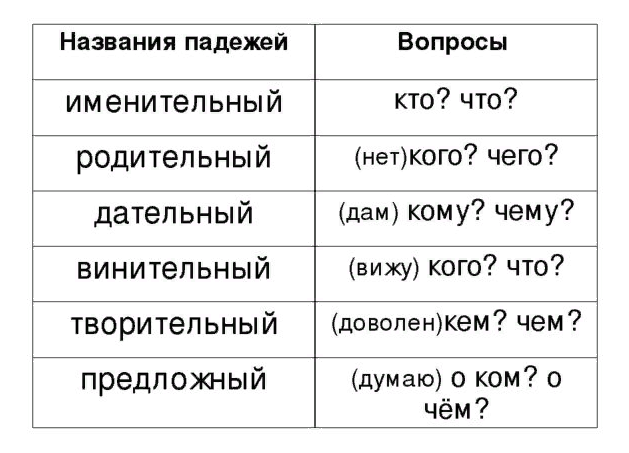 Названия падежей Вопросы
именительный кто? что?
родительный (нет)кого? чего?
дательный (дам) кому? чему?
винительный (вижу) кого? что?
творительный (доволен)кем? чем?
предложный (думаю) о ком? о
чём?